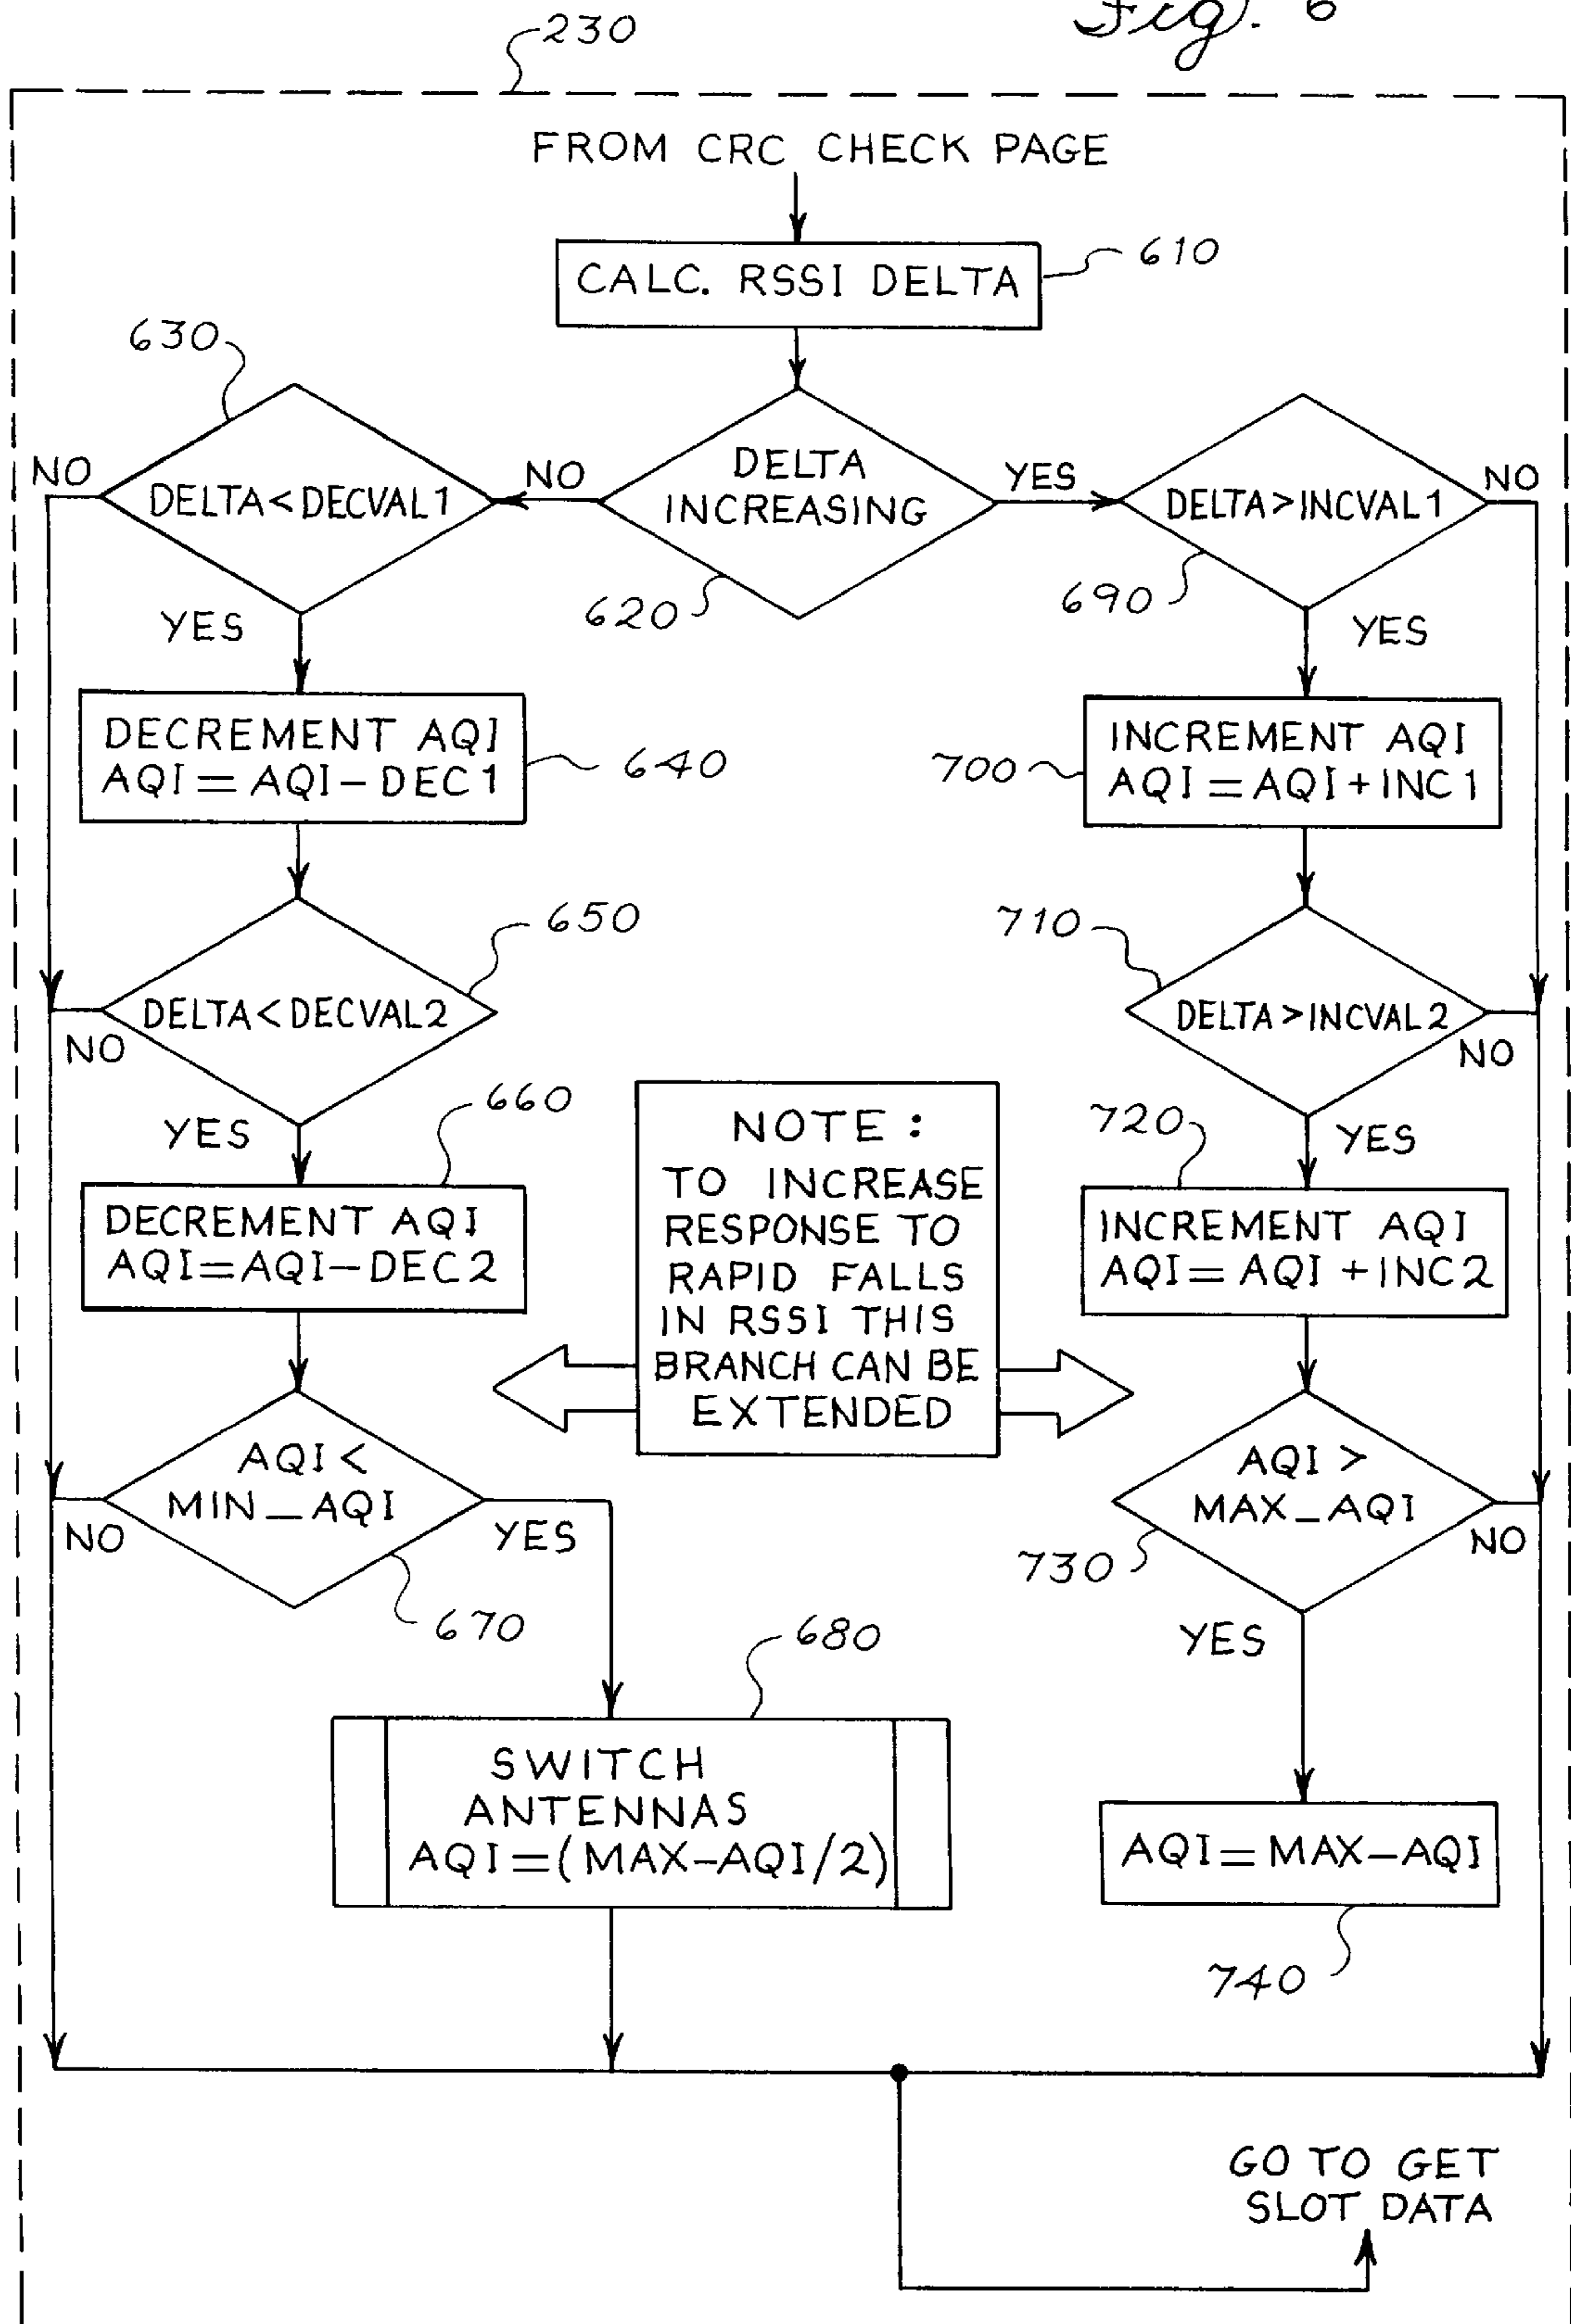 Fig. 6
230
FROM CRC CHECK PAGE
CALC. RSSI DELTA
610
630
NO
DELTA<DECVAL1
NO
DELTA
INCREASING
YES
DELTA>INCVAL1
NO
620
690
YES
YES
DECREMENT AQI
AQI=AQI-DEC1
640
700
INCREMENT AQI
AQI=AQI+INC1
650
710
DELTA<DECVAL2
NO
DELTA>INCVAL2
NO
YES
660
720
YES
DECREMENT AQI
AQI=AQI-DEC2
NOTE:
TO INCREASE
RESPONSE TO
RAPID FALLS
IN RSSI THIS
BRANCH CAN BE
EXTENDED
INCREMENT AQI
AQI=AQI+INC2
AQI<
MIN_AQI
NO
YES
670
AQI>
MAX_AQI
NO
730
YES
680
SWITCH
ANTENNAS
AQI=(MAX-AQI/2)
AQI=MAX-AQI
740
GO TO GET
SLOT DATA